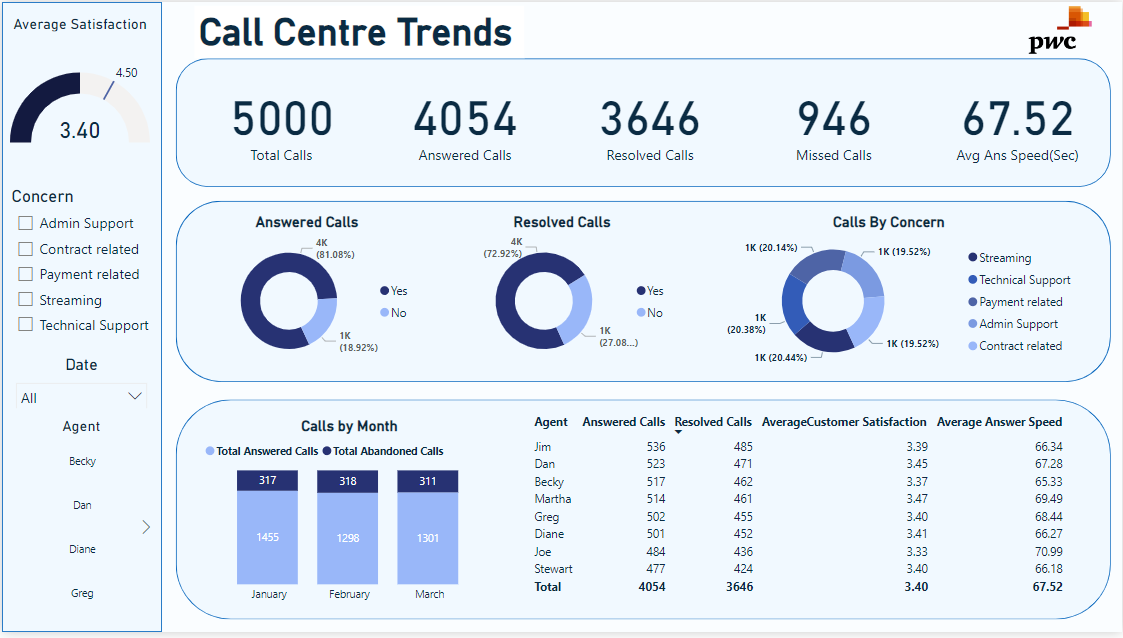 Average Satisfaction
4.50
3.40
Concern
Admin Support
Contract related
Payment related
Streaming
Technical Support
Date
All
Agent
Becky
Dan
Diane
Greg
Call Centre Trends
pwc
5000 4054 3646 946 67.52
Total Calls Answered Calls Resolved Calls Missed Calls Avg Ans Speed(Sec)
Answered Calls
4K
(81.08%)
1K
(18.92%)
Yes
No
Resolved Calls
4K
(72.92%)
1K
(27.08...)
Yes
No
Calls By Concern
1K (20.14%)
1K (19.52%)
1K
(20.38%)
1K (19.52%)
1K (20.44%)
Streaming
Technical Support
Payment related
Admin Support
Contract related
Calls by Month
Total Answered Calls Total Abandoned Calls
317 318 311
1455 1298 1301
January February March
Agent Answered Calls Resolved Calls AverageCustomer Satisfaction Average Answer Speed
Jim 536 485 3.39 66.34
Dan 523 471 3.45 67.28
Becky 517 462 3.37 65.33
Martha 514 461 3.47 69.49
Greg 502 455 3.40 68.44
Diane 501 452 3.41 66.27
Joe 484 436 3.33 70.99
Stewart 477 424 3.40 66.18
Total 4054 3646 3.40 67.52